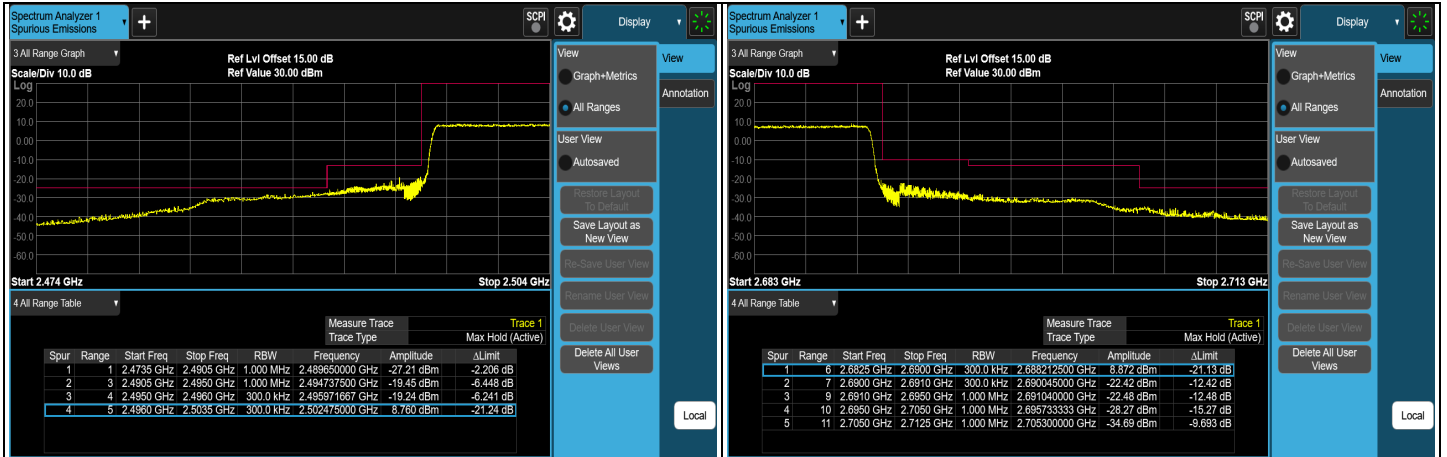 Spectrum Analyzer 1
Spurious Emissions
+
SCPI
Display
3 All Range Graph
Ref Lvl Offset 15.00 dB
Scale/Div 10.0 dB
Ref Value 30.00 dBm
Log
20.0
10.0
0.00
-10.0
-20.0
-30.0
-40.0
-50.0
-60.0
Start 2.474 GHz
Stop 2.504 GHz
4 All Range Table
Measure Trace Trace 1
Trace Type Max Hold (Active)
Spur Range Start Freq Stop Freq RBW Frequency Amplitude ΔLimit
1 1 2.4735 GHz 2.4905 GHz 1.000 MHz 2.489650000 GHz -27.21 dBm -2.206 dB
2 3 2.4905 GHz 2.4950 GHz 1.000 MHz 2.494737500 GHz -19.45 dBm -6.448 dB
3 4 2.4950 GHz 2.4960 GHz 300.0 kHz 2.495971667 GHz -19.24 dBm -6.241 dB
4 5 2.4960 GHz 2.5035 GHz 300.0 kHz 2.502475000 GHz 8.760 dBm -21.24 dB
View
Graph+Metrics
All Ranges
User View
Autosaved
Restore Layout
To Default
Save Layout as
New View
Re-Save User View
Rename User View
Delete User View
Delete All User
Views
View
Annotation
Local
Spectrum Analyzer 1
Spurious Emissions
+
SCPI
Display
3 All Range Graph
Ref Lvl Offset 15.00 dB
Scale/Div 10.0 dB
Ref Value 30.00 dBm
Log
20.0
10.0
0.00
-10.0
-20.0
-30.0
-40.0
-50.0
-60.0
Start 2.683 GHz
Stop 2.713 GHz
4 All Range Table
Measure Trace Trace 1
Trace Type Max Hold (Active)
Spur Range Start Freq Stop Freq RBW Frequency Amplitude ΔLimit
1 6 2.6825 GHz 2.6900 GHz 300.0 kHz 2.688212500 GHz 8.872 dBm -21.13 dB
2 7 2.6900 GHz 2.6910 GHz 300.0 kHz 2.690045000 GHz -22.42 dBm -12.42 dB
3 9 2.6910 GHz 2.6950 GHz 1.000 MHz 2.691040000 GHz -22.48 dBm -12.48 dB
4 10 2.6950 GHz 2.7050 GHz 1.000 MHz 2.695733333 GHz -28.27 dBm -15.27 dB
5 11 2.7050 GHz 2.7125 GHz 1.000 MHz 2.705300000 GHz -34.69 dBm -9.693 dB
View
Graph+Metrics
All Ranges
User View
Autosaved
Restore Layout
To Default
Save Layout as
New View
Re-Save User View
Rename User View
Delete User View
Delete All User
Views
View
Annotation
Local